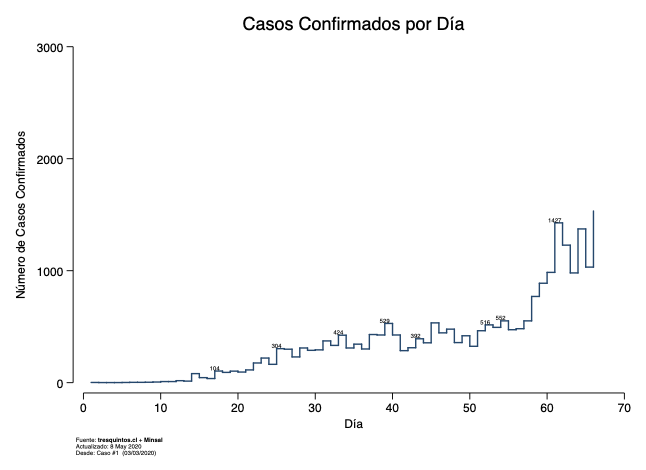 Casos Confirmados por Día
Número de Casos Confirmados
3000
2000
1000
0
104
304
424
529
392
516
552
1427
0 10 20 30 40 50 60 70
Día
Fuente: tresquintos.cl + Minsal
Actualizado: 8 May 2020
Desde: Caso #1 (03/03/2020)